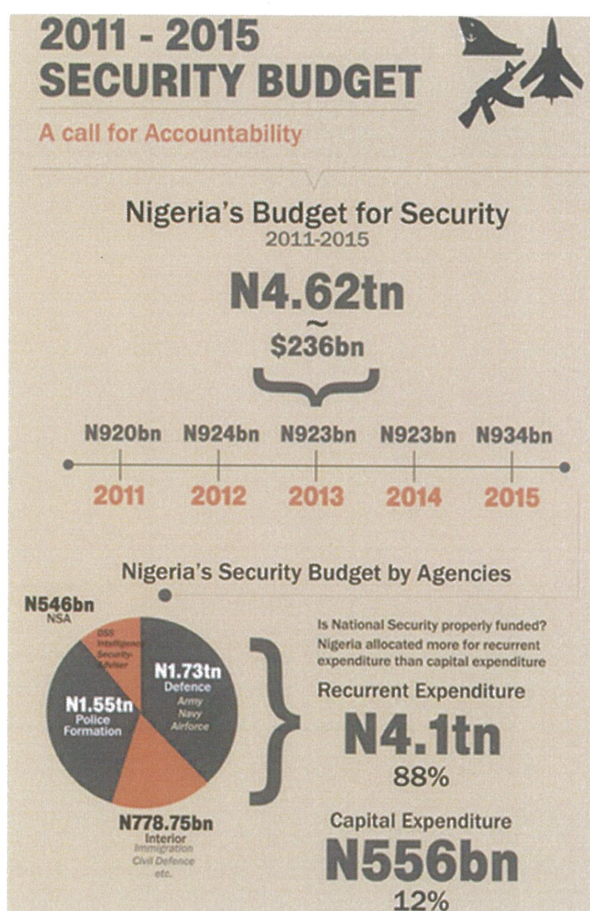 2011 - 2015
SECURITY BUDGET
A call for Accountability
Nigeria's Budget for Security
2011-2015
N4.62tn
~
$236bn
N920bn N924bn N923bn N923bn N934bn
2011 2012 2013 2014 2015
Nigeria's Security Budget by Agencies
N546bn
NSA
DSS
Intelligence
Security-
Adviser
N1.73tn
Defence
Army
Navy
Airforce
N1.55tn
Police
Formation
N778.75bn
Interior
Immigration
Civil Defence
etc.
Is National Security properly funded?
Nigeria allocated more for recurrent
expenditure than capital expenditure
Recurrent Expenditure
N4.1tn
88%
Capital Expenditure
N556bn
12%